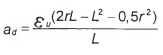 a_d = ε_u(2rL − L² − 0,5r²) / L